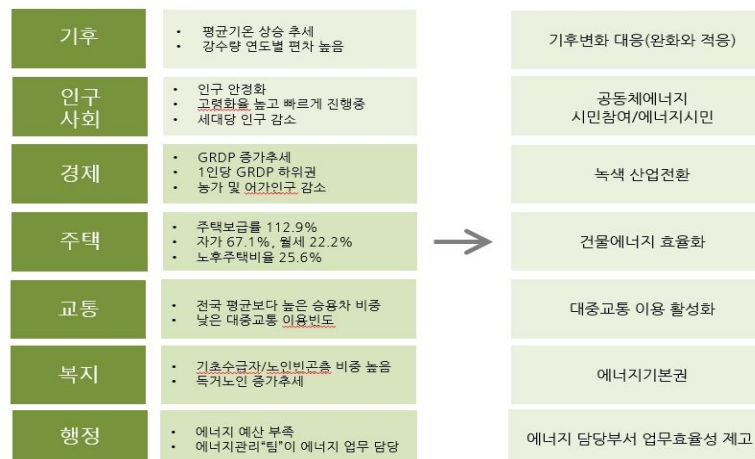 기후
• 평균기온 상승 추세
• 강수량 연도별 편차 높음
기후변화 대응(완화와 적응)
인구
사회
• 인구 안정화
• 고령화율 높고 빠르게 진행중
• 세대당 인구 감소
공동체에너지
시민참여/에너지시민
경제
• GRDP 증가추세
• 1인당 GRDP 하위권
• 농가 및 어가인구 감소
녹색 산업전환
주택
• 주택보급률 112.9%
• 자가 67.1%, 월세 22.2%
• 노후주택비율 25.6%
건물에너지 효율화
교통
• 전국 평균보다 높은 승용차 비중
• 낮은 대중교통 이용빈도
대중교통 이용 활성화
복지
• 기초수급자/노인빈곤층 비중 높음
• 독거노인 증가추세
에너지기본권
행정
• 에너지 예산 부족
• 에너지관리"팀"이 에너지 업무 담당
에너지 담당부서 업무효율성 제고